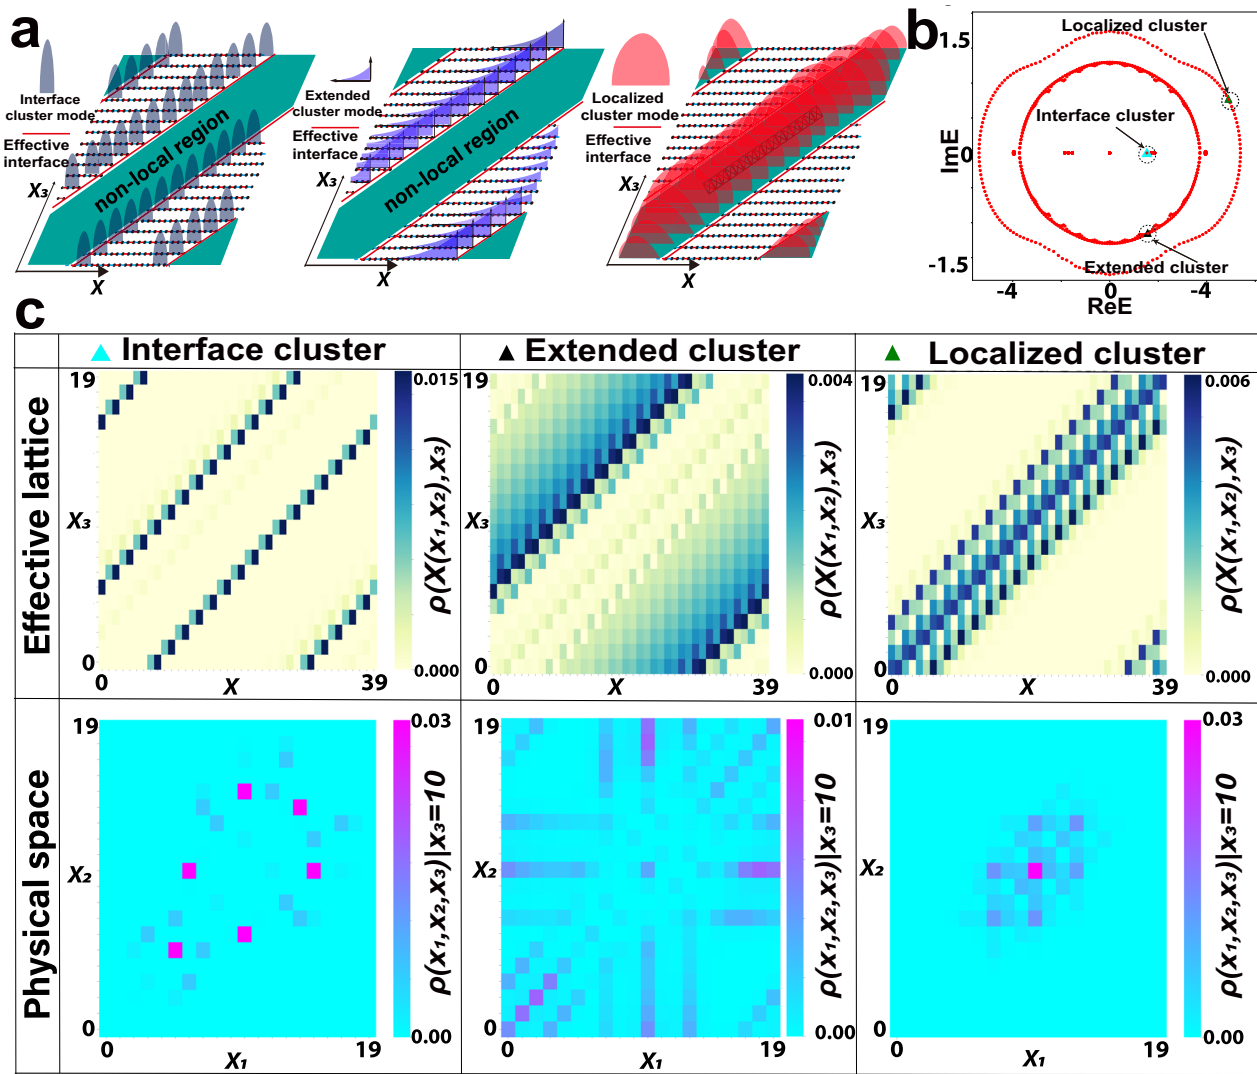 a
Interface
cluster mode
Effective
interface
non-local region
X₃
X
Extended
cluster mode
Effective
interface
non-local region
X₃
X
Localized
cluster mode
Effective
interface
X₃
X
b
Localized cluster
1.5
Interface cluster
ImE
0
Extended cluster
-1.5
-4
0
-4
ReE
c
Interface cluster
Extended cluster
Localized cluster
Effective lattice
19
X₃
0
0
X
39
0.015
0.000
ρ(X(x₁,x₂),x₃)
19
X₃
0
0
X
39
0.004
0.000
ρ(X(x₁,x₂),x₃)
19
X₃
0
0
X
39
0.006
0.000
ρ(X(x₁,x₂),x₃)
Physical space
19
X₂
0
0
X₁
19
0.03
0.00
ρ(x₁,x₂,x₃)|x₃=10
19
X₂
0
0
X₁
19
0.01
0.00
ρ(x₁,x₂,x₃)|x₃=10
19
X₂
0
0
X₁
19
0.03
0.00
ρ(x₁,x₂,x₃)|x₃=10